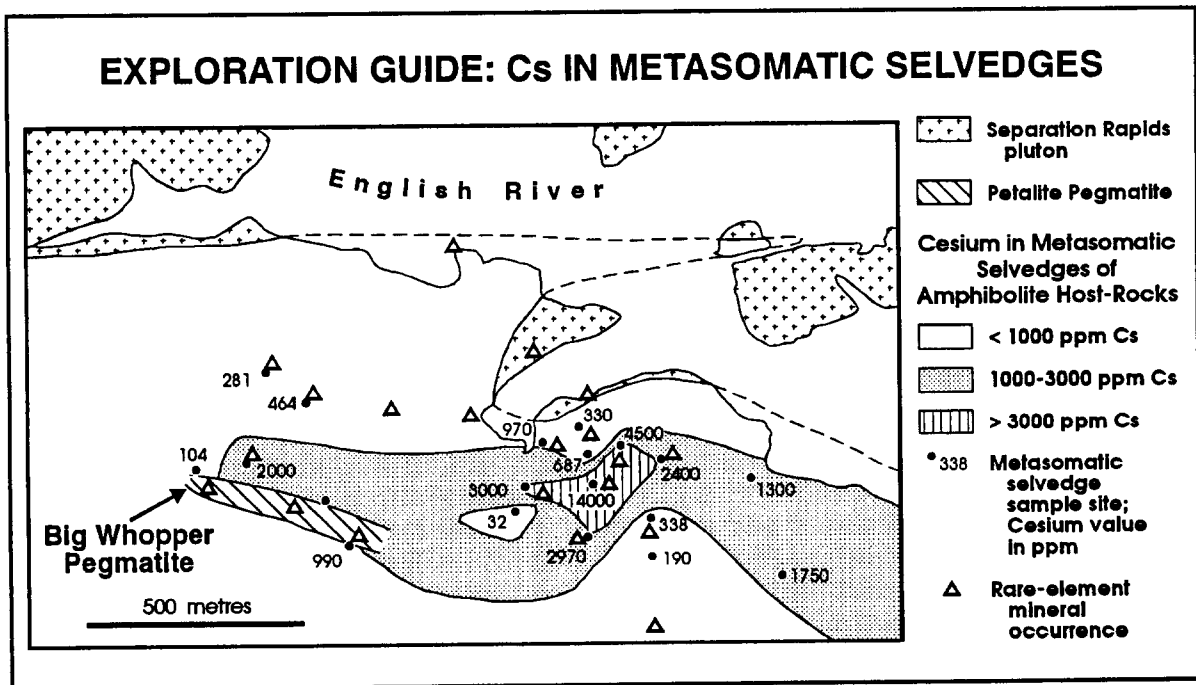 EXPLORATION GUIDE: Cs IN METASOMATIC SELVEDGES
English River
281
464
970
330
4500
104
2000
687
2400
3000
14000
1300
32
338
Big Whopper
Pegmatite
990
2970
190
1750
500 metres
Separation Rapids
pluton
Petalite Pegmatite
Cesium in Metasomatic
Selvedges of
Amphibolite Host-Rocks
< 1000 ppm Cs
1000-3000 ppm Cs
> 3000 ppm Cs
338
Metasomatic
selvedge
sample site;
Cesium value
in ppm
Rare-element
mineral
occurrence